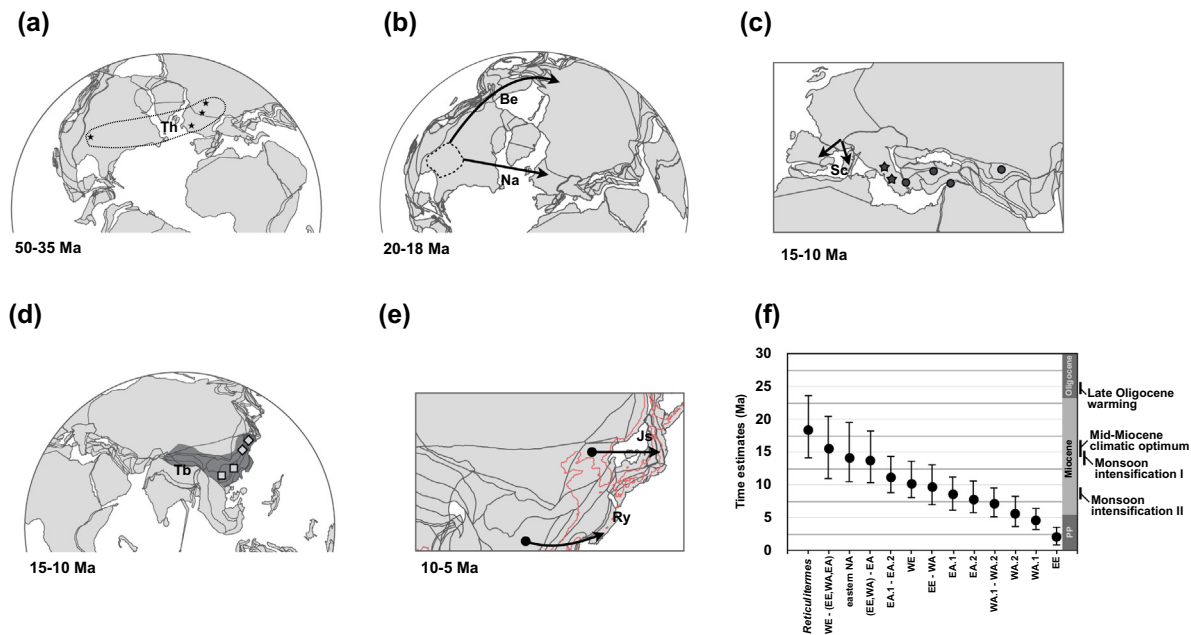 (a)
Th
50-35 Ma
(b)
Be
Na
20-18 Ma
(c)
Sc
15-10 Ma
(d)
Tb
15-10 Ma
(e)
Js
Ry
10-5 Ma
(f)
Time estimates (Ma)
30
25
20
15
10
5
0
Oligocene
Miocene
PP
Late Oligocene
warming
Mid-Miocene
climatic optimum
Monsoon
intensification I
Monsoon
intensification II
Reticulitermes
WE - (EE,WA,EA)
eastern NA
(EE,WA) - EA
EA.1 - EA.2
WE
EE - WA
EA.1
EA.2
WA.1 - WA.2
WA.2
WA.1
EE